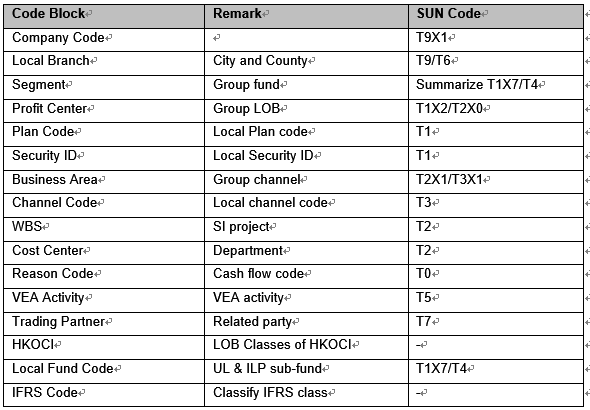 Code Block Remark SUN Code
Company Code T9X1
Local Branch City and County T9/T6
Segment Group fund Summarize T1X7/T4
Profit Center Group LOB T1X2/T2X0
Plan Code Local Plan code T1
Security ID Local Security ID T1
Business Area Group channel T2X1/T3X1
Channel Code Local channel code T3
WBS SI project T2
Cost Center Department T2
Reason Code Cash flow code T0
VEA Activity VEA activity T5
Trading Partner Related party T7
HKOCI LOB Classes of HKOCI -
Local Fund Code UL & ILP sub-fund T1X7/T4
IFRS Code Classify IFRS class -